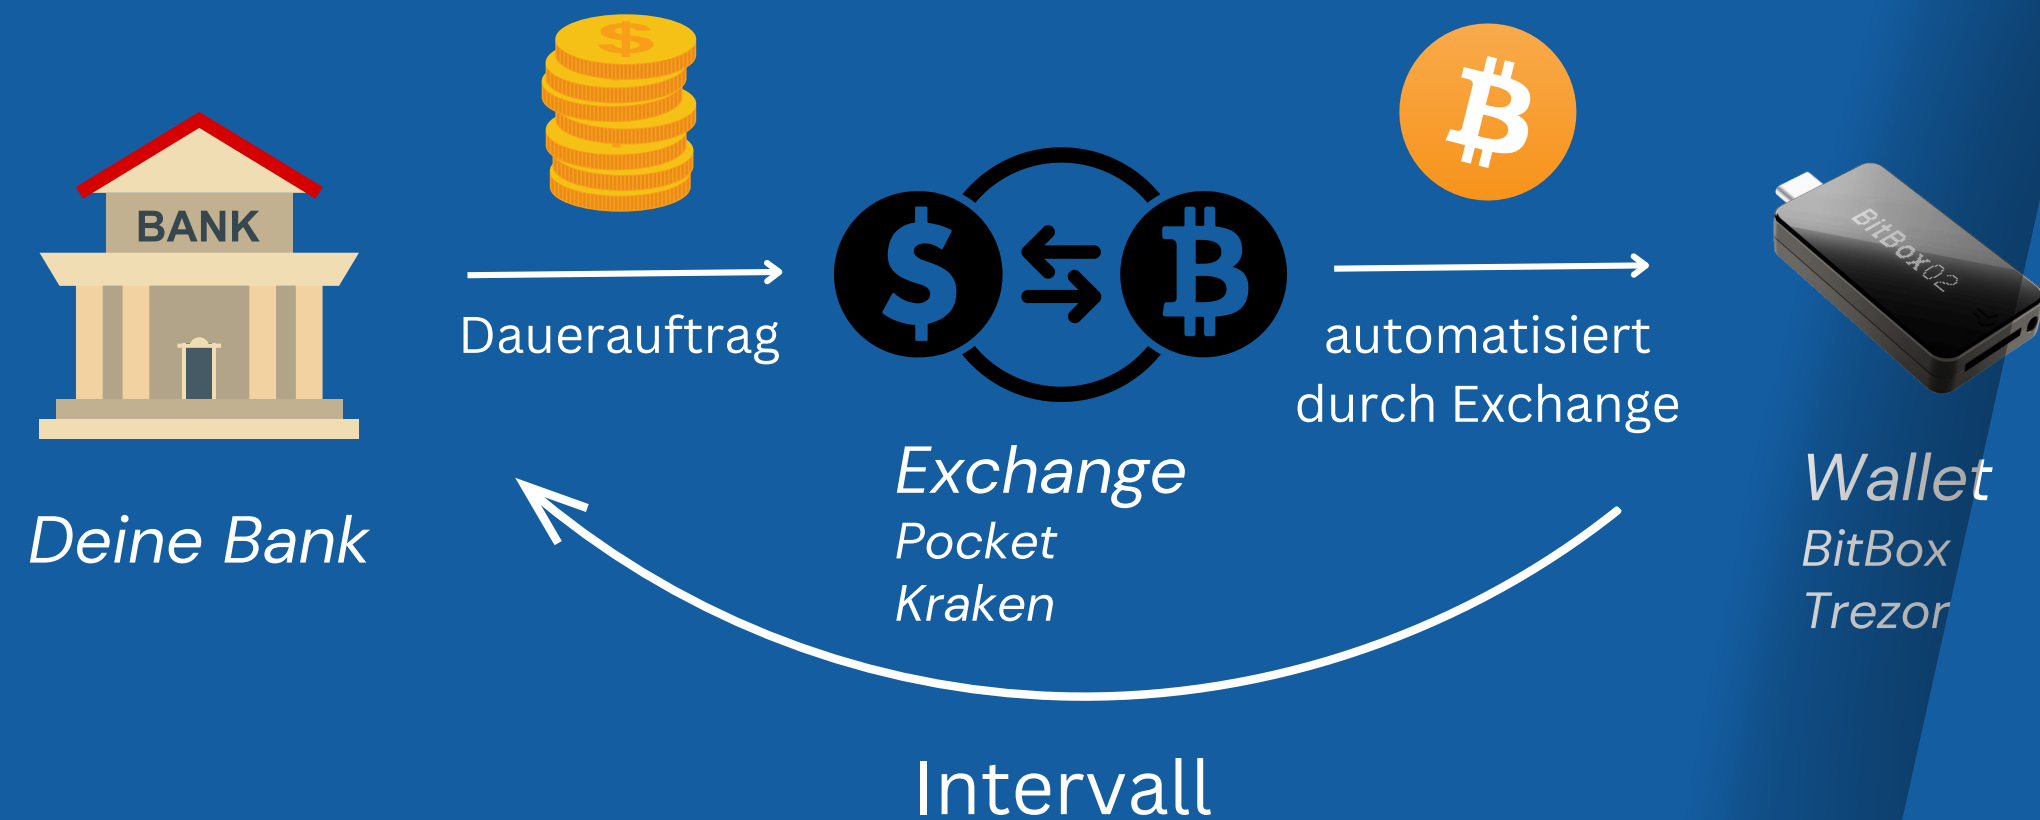 BANK
Deine Bank
Dauerauftrag
Exchange
Pocket
Kraken
automatisiert
durch Exchange
BitBox02
Wallet
BitBox
Trezor
Intervall